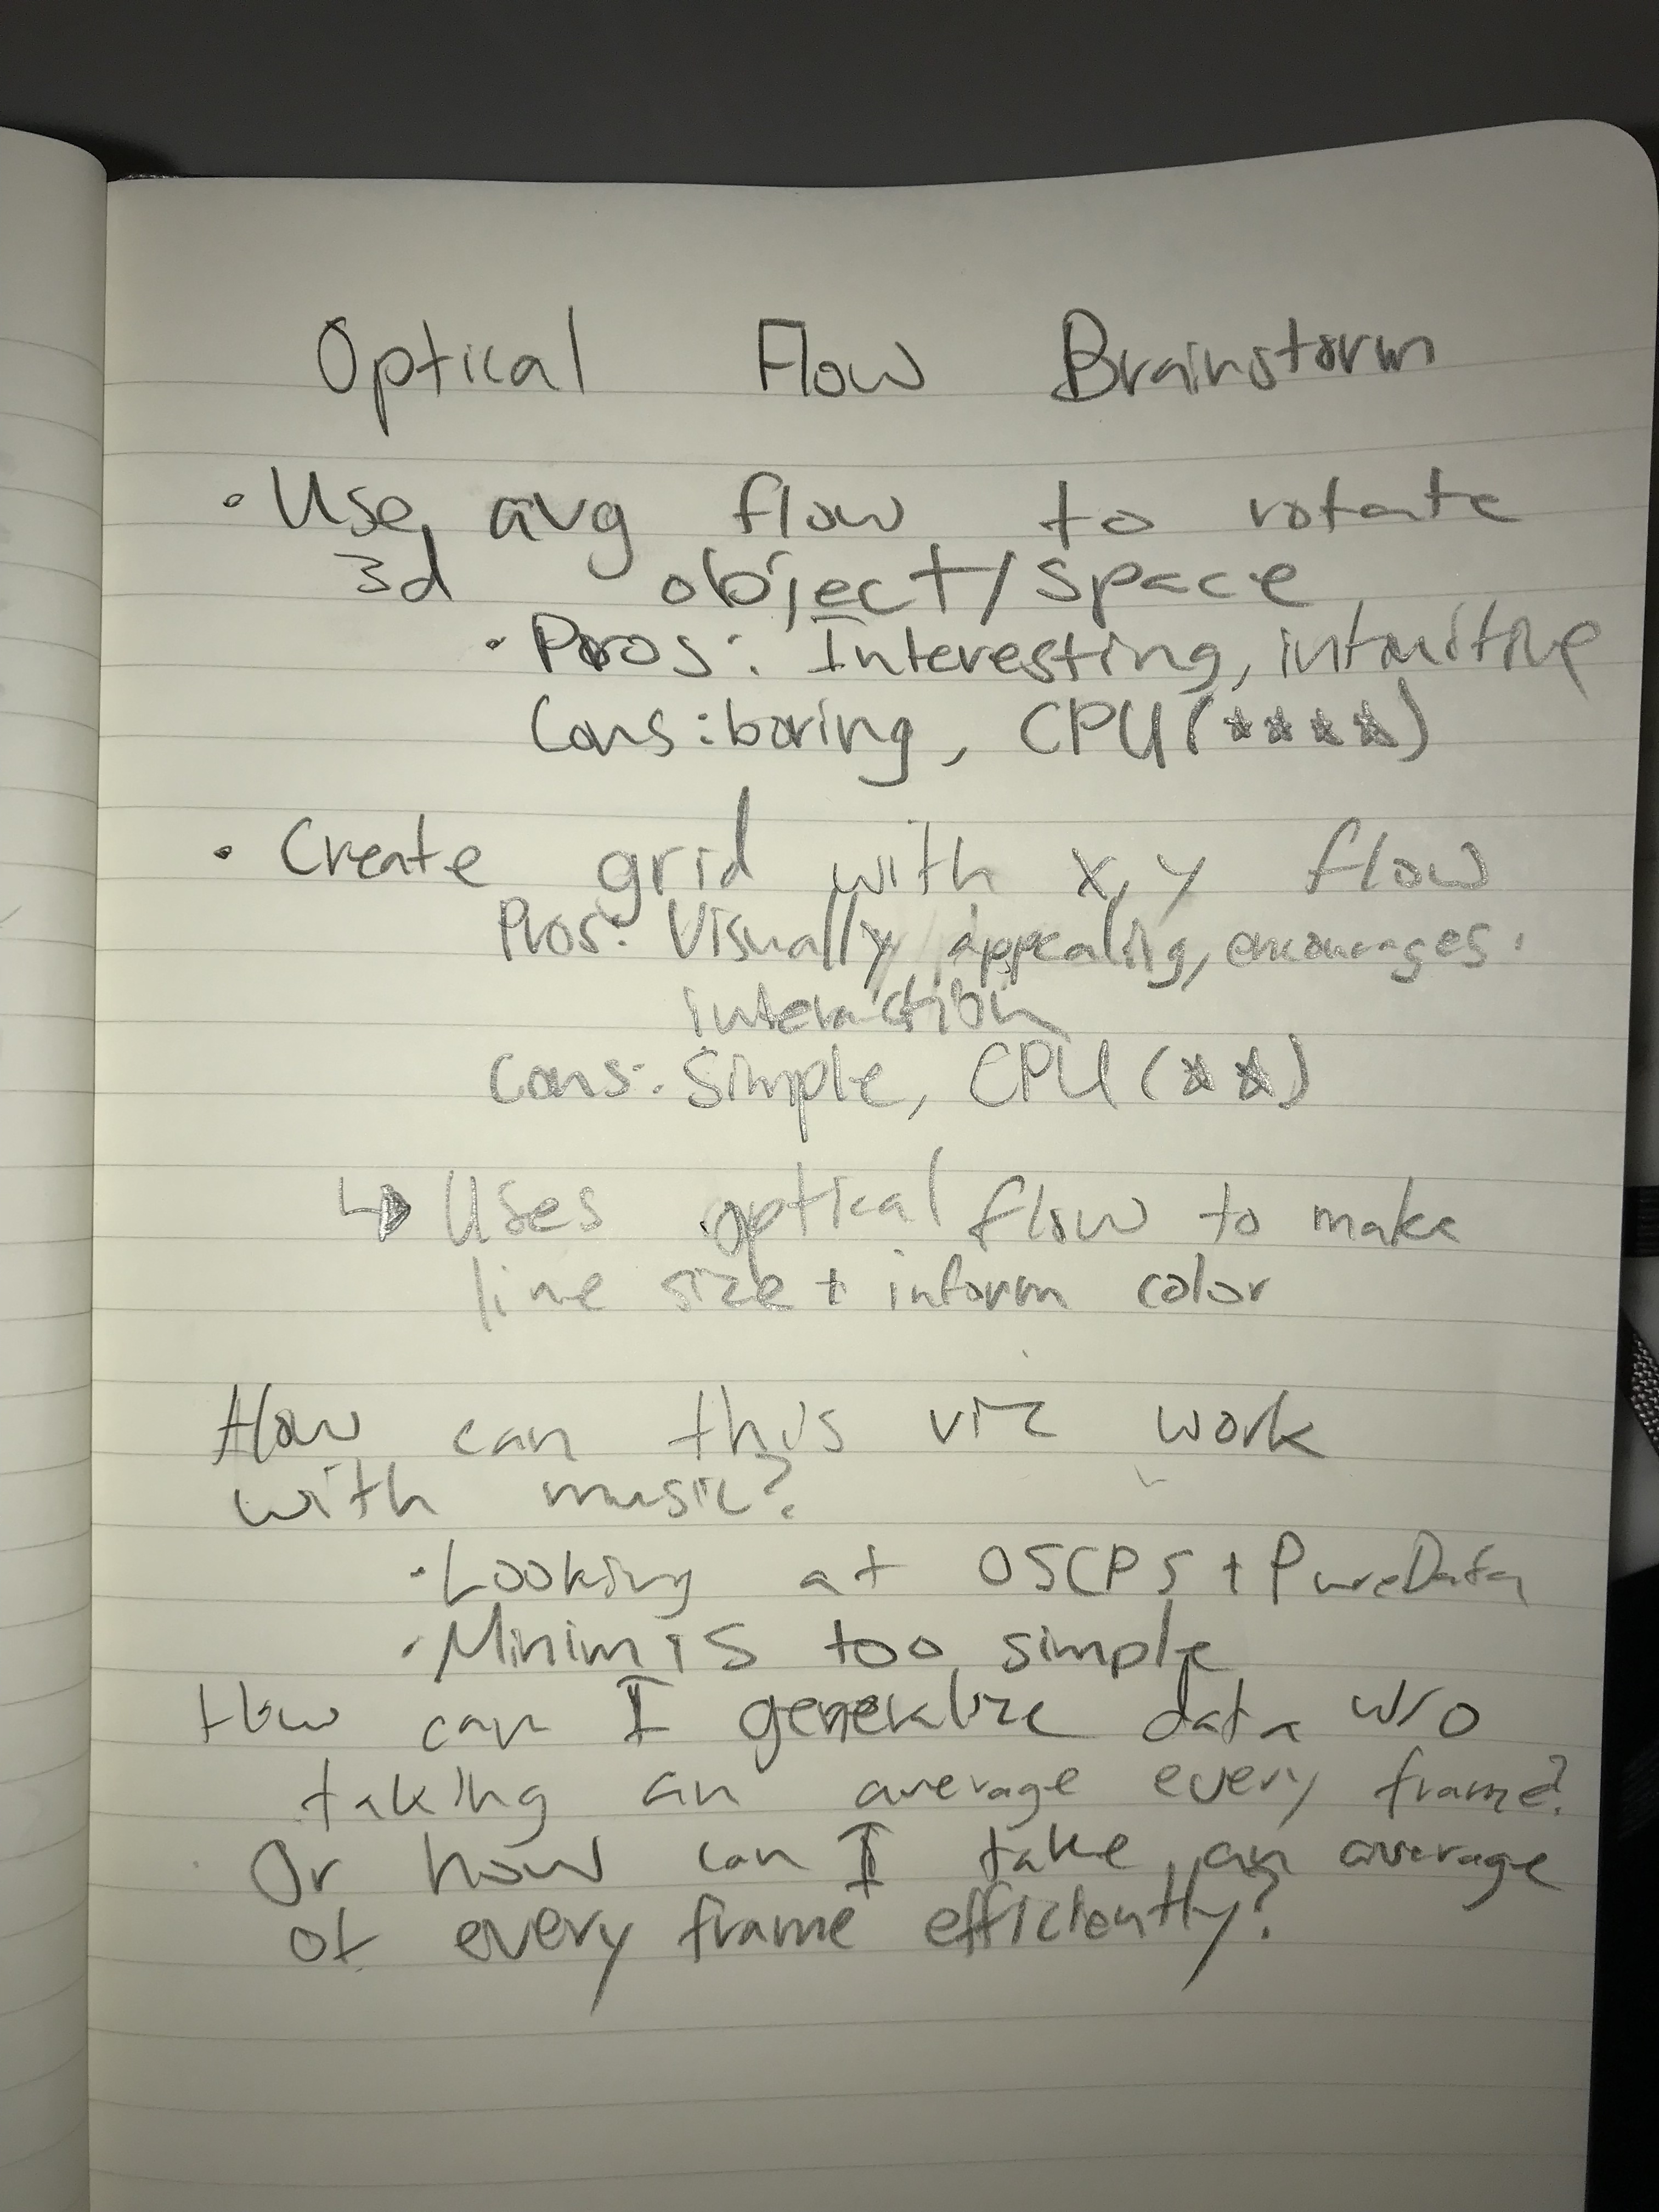 Optical Flow Brainstorm
• Use avg flow to rotate
3d object/space
• Pros: Interesting, intuitive
Cons: boring, CPU (☆☆☆☆)
• Create grid with x, y flow
Pros: Visually appealing, encourages
interaction
Cons: Simple, CPU (☆☆)
↳ Uses optical flow to make
line size + inform color
How can this viz work
with music?
• Looking at OSCP5 + PureData
• Minim is too simple
How can I generalize data w/o
taking an average every frame?
Or how can I take an average
of every frame efficiently?